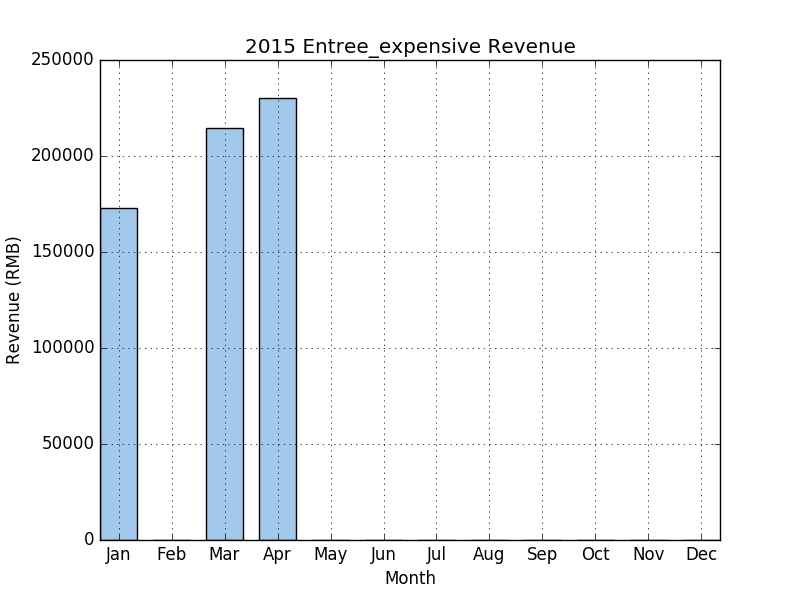 2015 Entree_expensive Revenue
250000
200000
150000
100000
50000
0
Revenue (RMB)
Jan Feb Mar Apr May Jun Jul Aug Sep Oct Nov Dec
Month